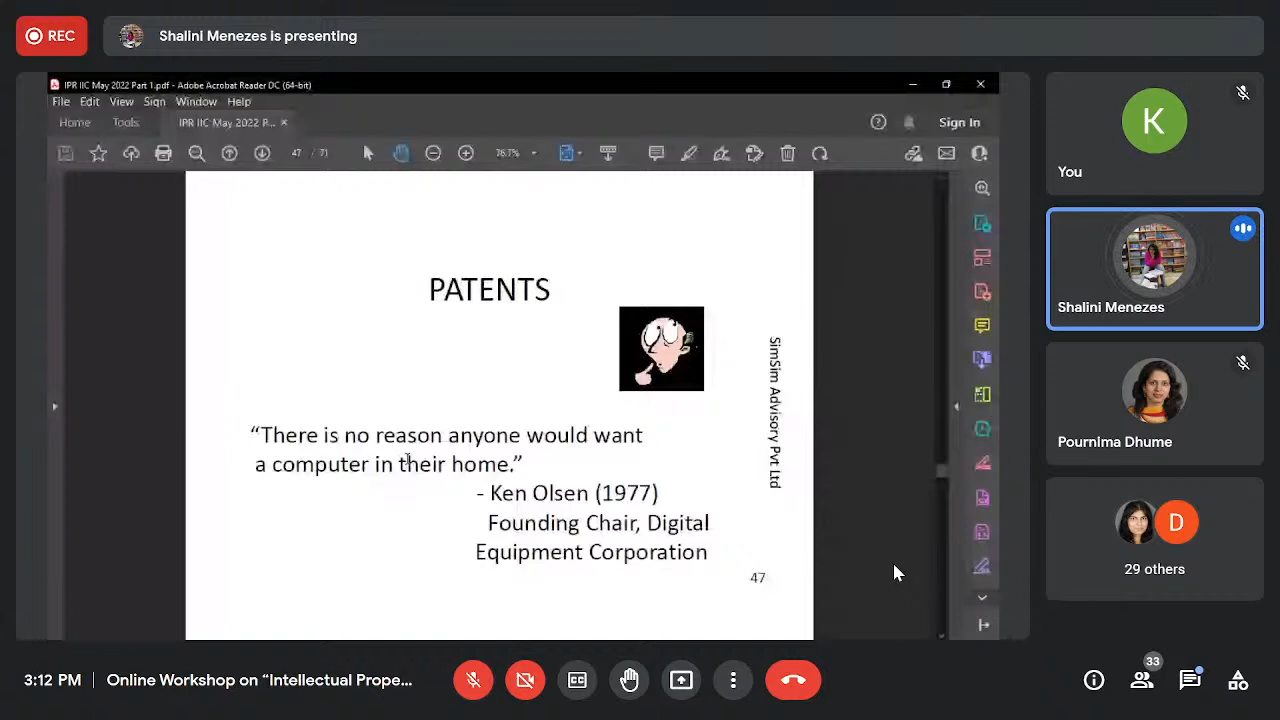 REC
Shalini Menezes is presenting
IPR IIC May 2022 Part 1.pdf - Adobe Acrobat Reader DC (64-bit)
File Edit View Sign Window Help
Home Tools IPR IIC May 2022 P... ×
Sign In
47 / 71
76.1%
PATENTS
“There is no reason anyone would want
a computer in their home.”
- Ken Olsen (1977)
Founding Chair, Digital
Equipment Corporation
47
SimSim Advisory Pvt Ltd
K
You
Shalini Menezes
Pournima Dhume
D
29 others
3:12 PM | Online Workshop on “Intellectual Prope...
33